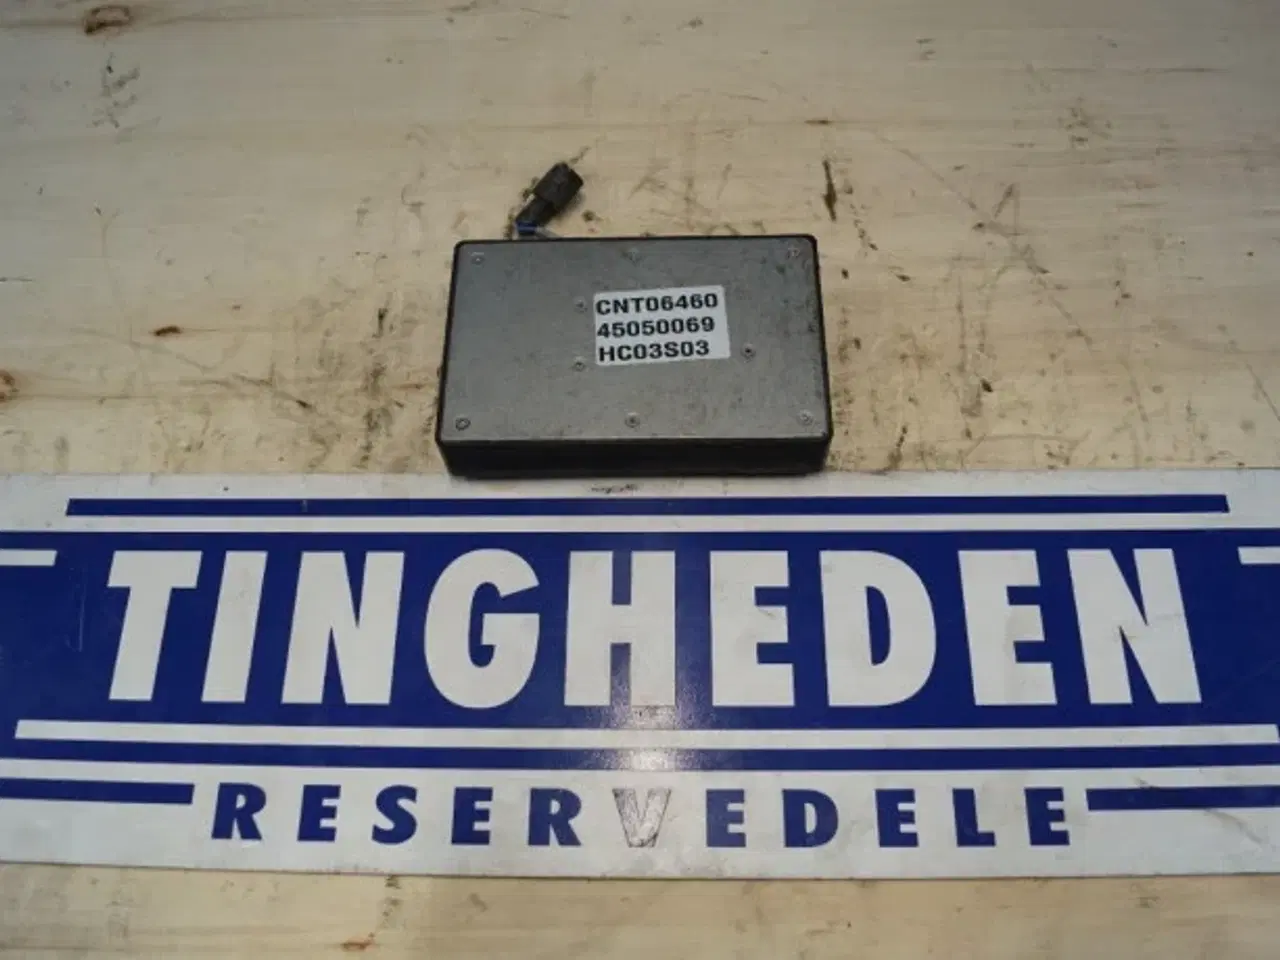 CNT06460
45050069
HC03S03
TINGHEDEN
RESERVEDELE